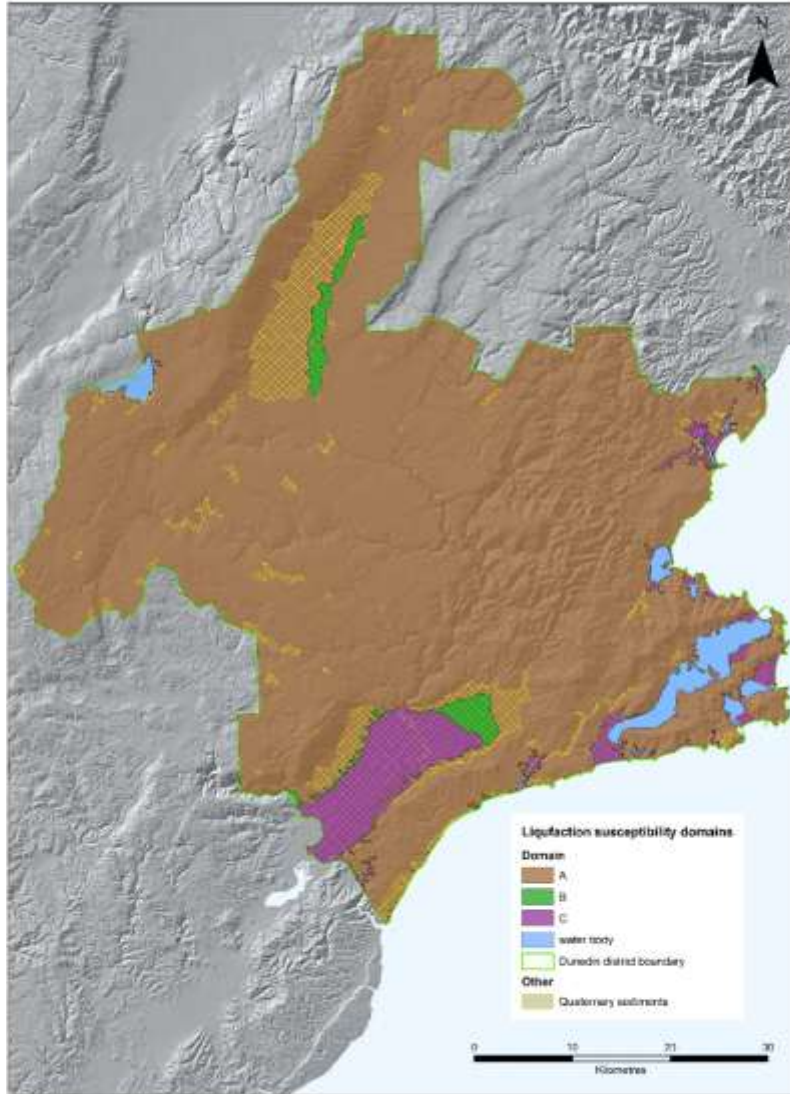 N
Liqufaction susceptibility domains
Domain
A
B
C
water body
Dunedin district boundary
Other
Quaternary sediments
0 10 20 30
Kilometres